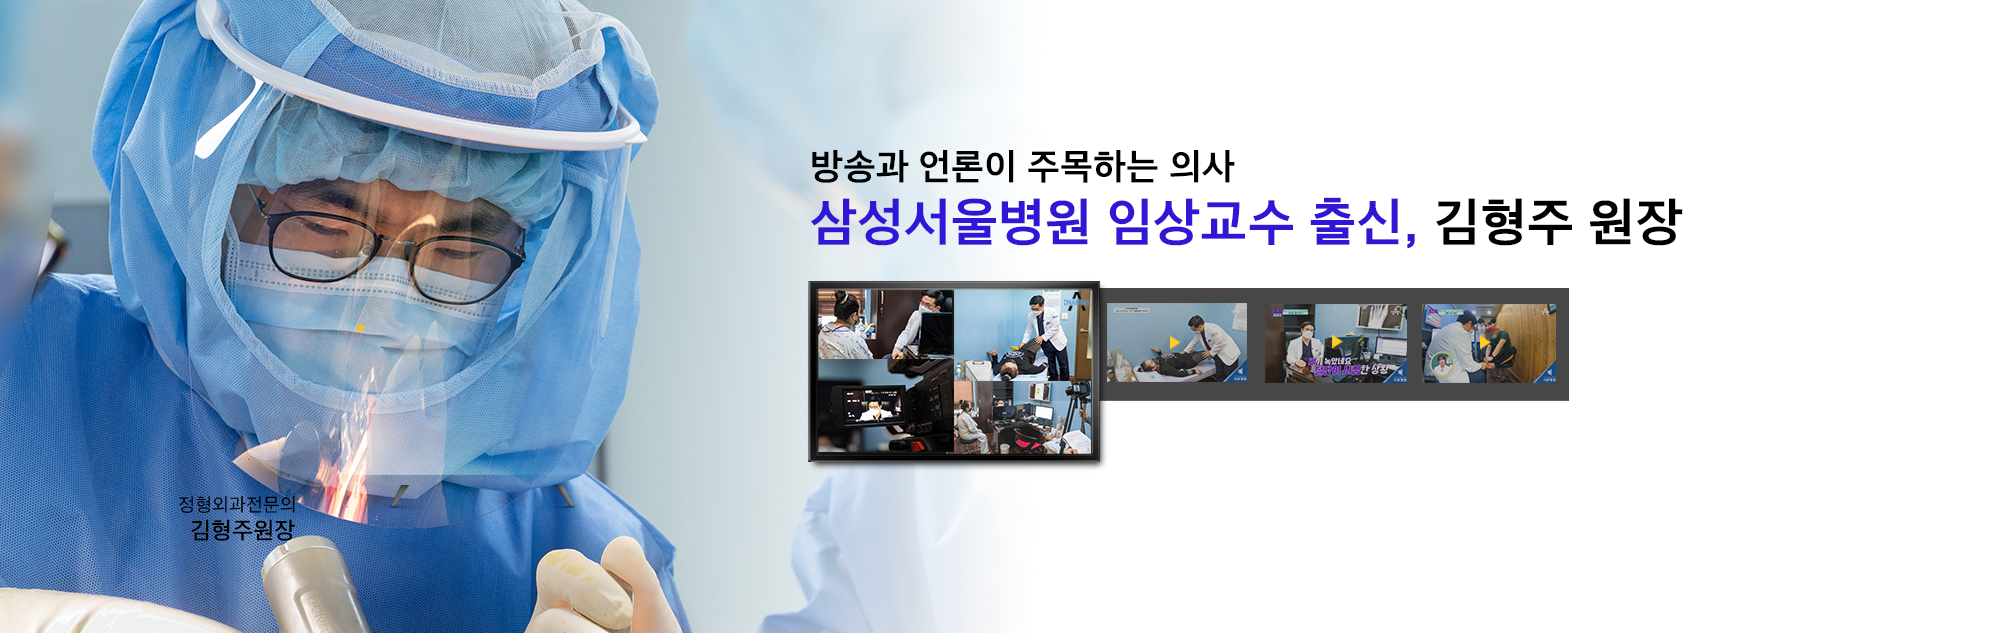 방송과 언론이 주목하는 의사
삼성서울병원 임상교수 출신, 김형주 원장
정형외과전문의
김형주원장